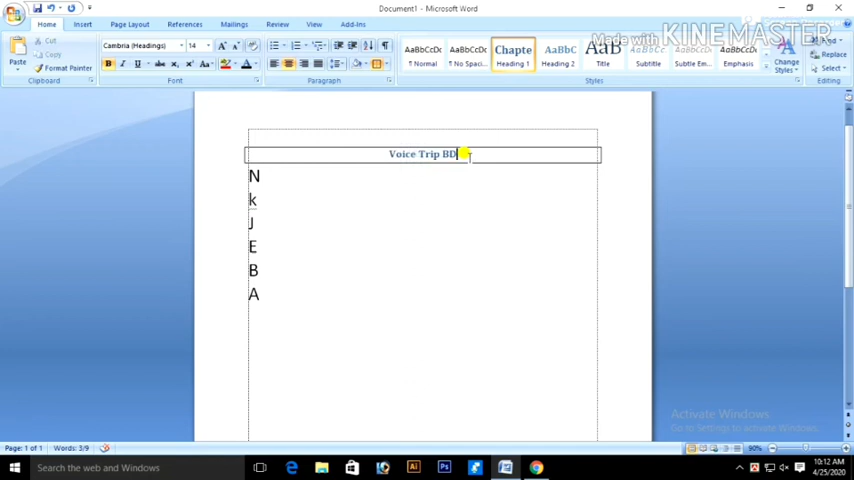 Document1 - Microsoft Word
Home Insert Page Layout References Mailings Review View Add-Ins
Made with KINEMASTER
Paste Cut Copy Format Painter
Cambria (Headings) 14
AaBbCcDc AaBbCcDc Chapte AaBbC AaB AaBbCcDc
¶ Normal ¶ No Spaci... Heading 1 Heading 2 Title Subtitle Subtle Em... Emphasis
Change Styles
Replace
Select
Clipboard Font Paragraph Styles Editing
Voice Trip BD
N
k
J
E
B
A
Activate Windows
Go to Settings to activate Windows.
Page: 1 of 1 Words: 3/9 90%
Search the web and Windows
10:12 AM
4/25/2020